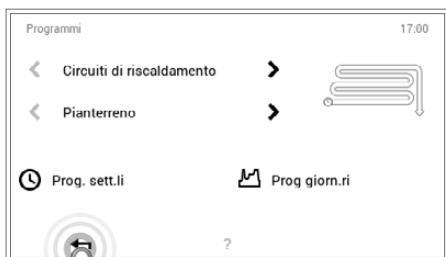 Programmi 17:00
Circuiti di riscaldamento
Pianterreno
Prog. sett.li Prog giorn.ri
?